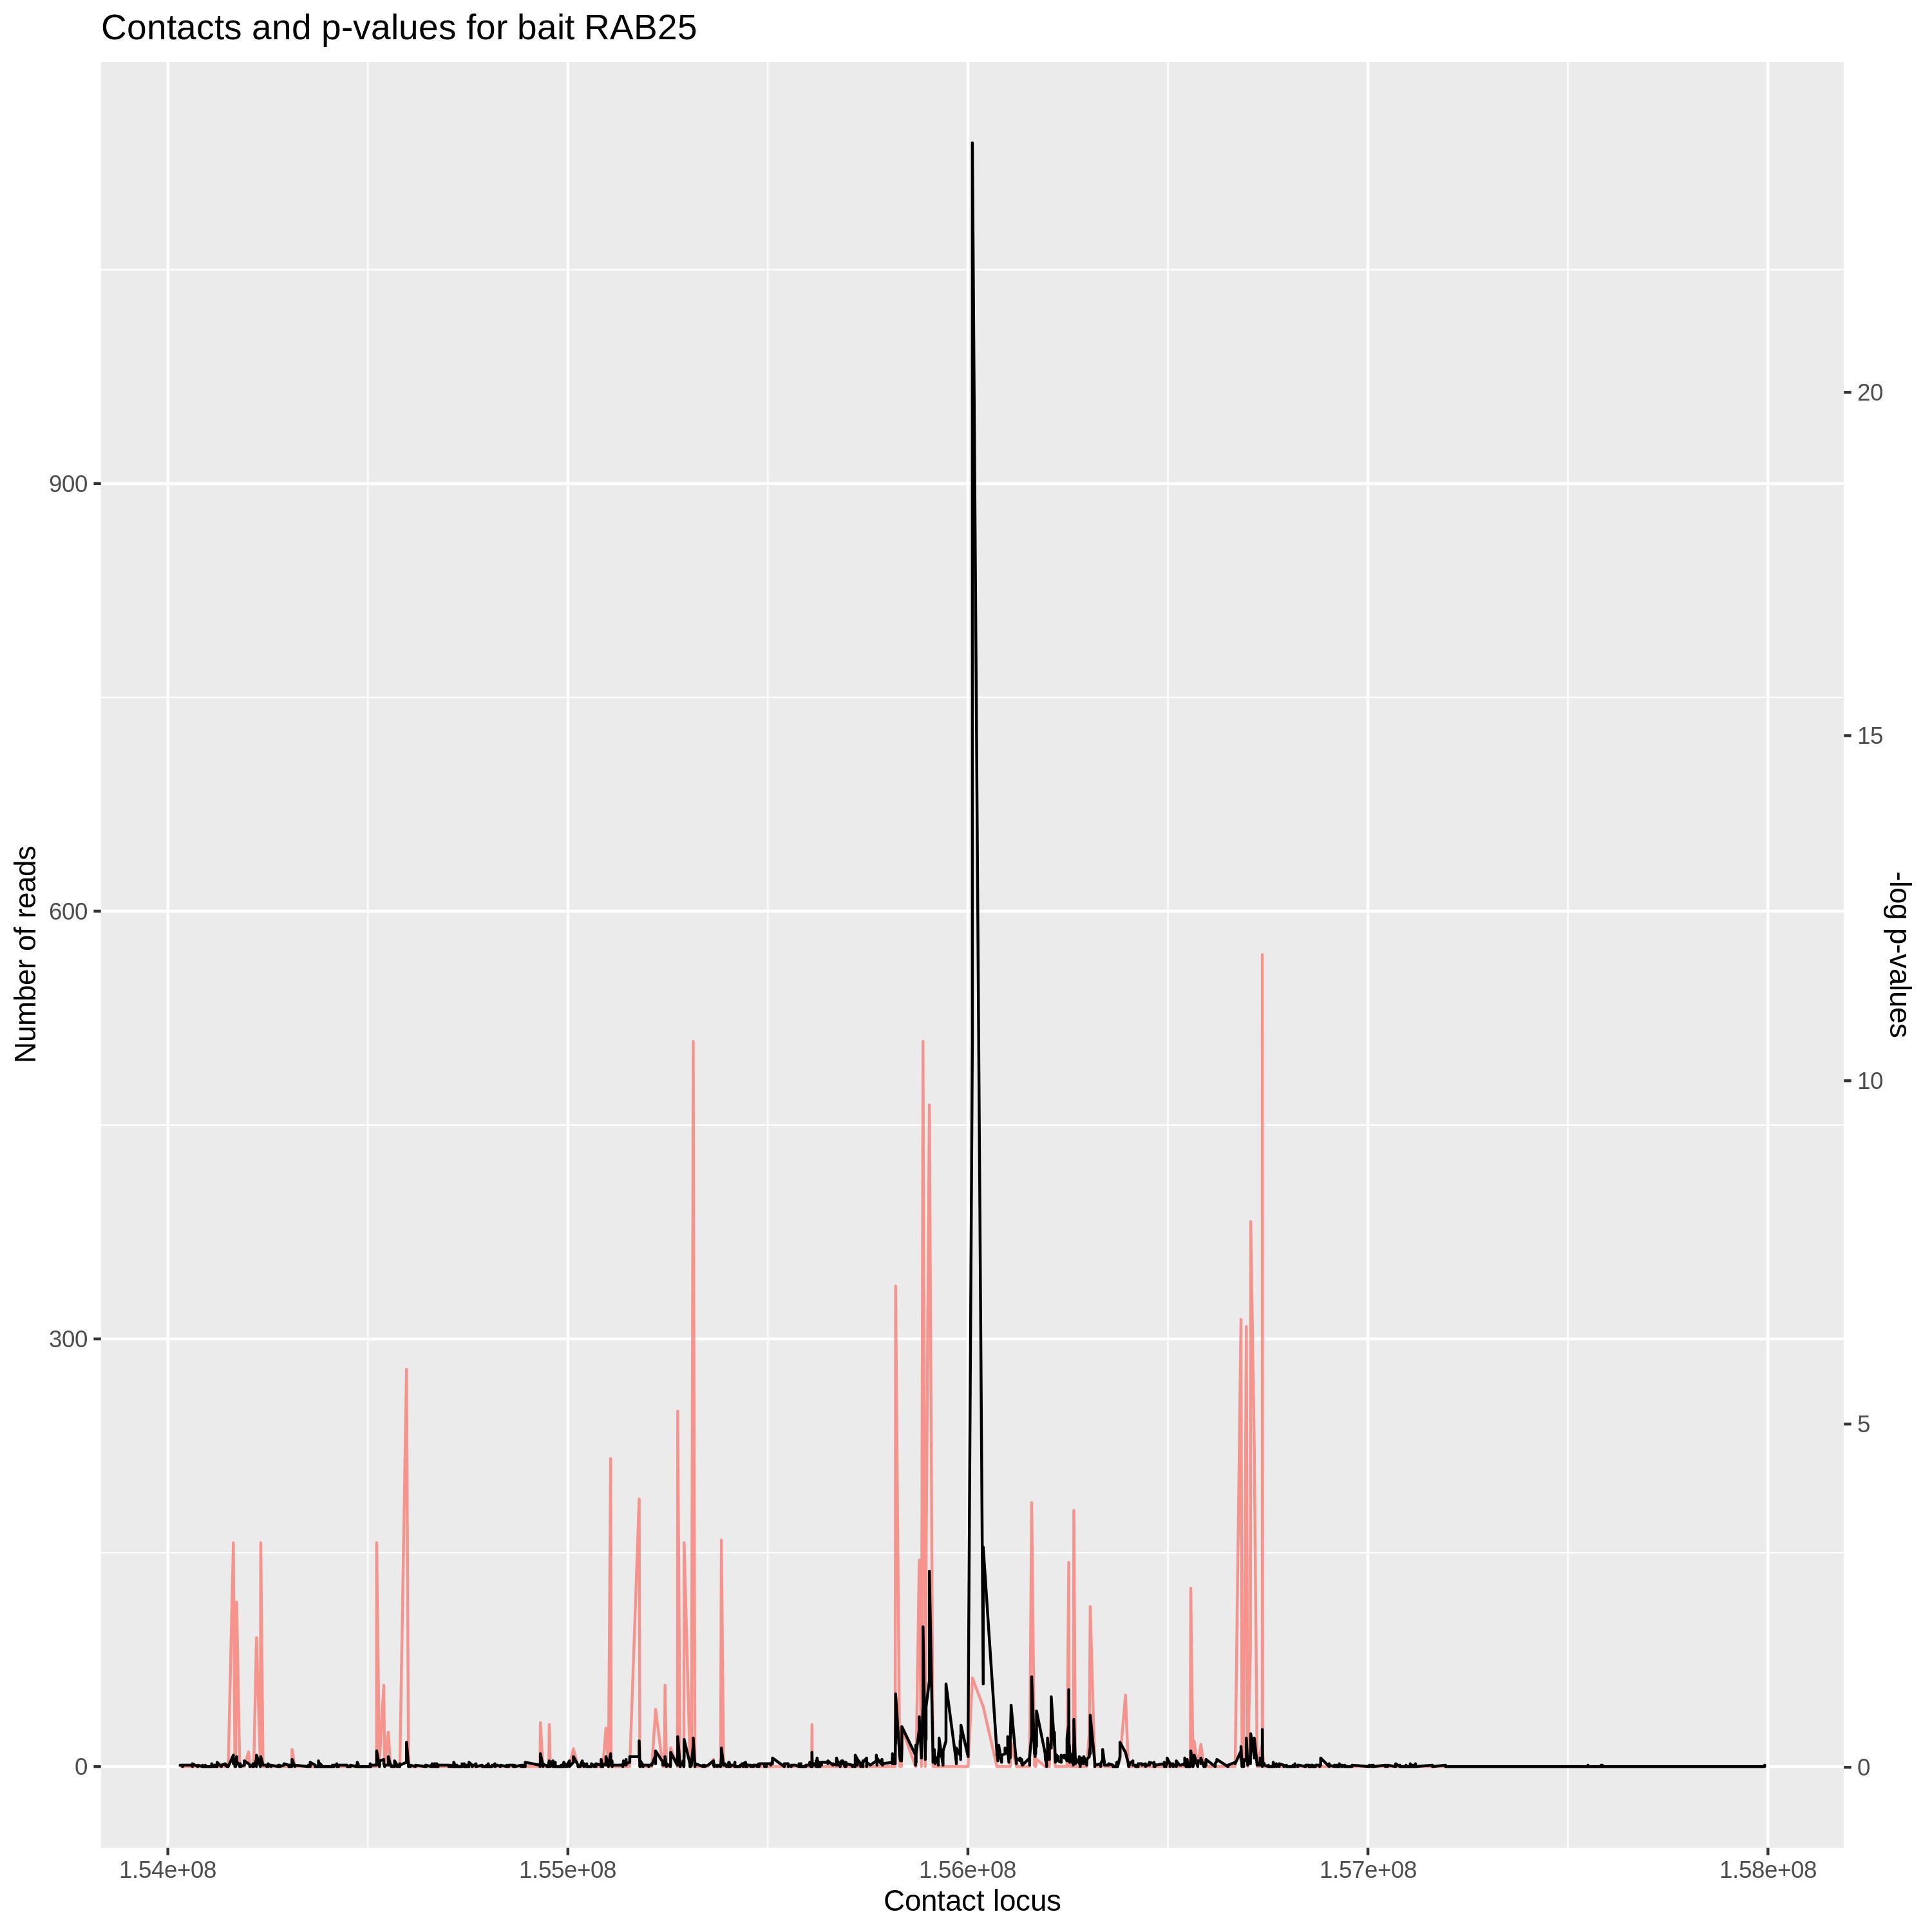 Contacts and p-values for bait RAB25
Number of reads
900
600
300
0
20
15
10
5
0
-log p-values
1.54e+08
1.55e+08
1.56e+08
1.57e+08
1.58e+08
Contact locus